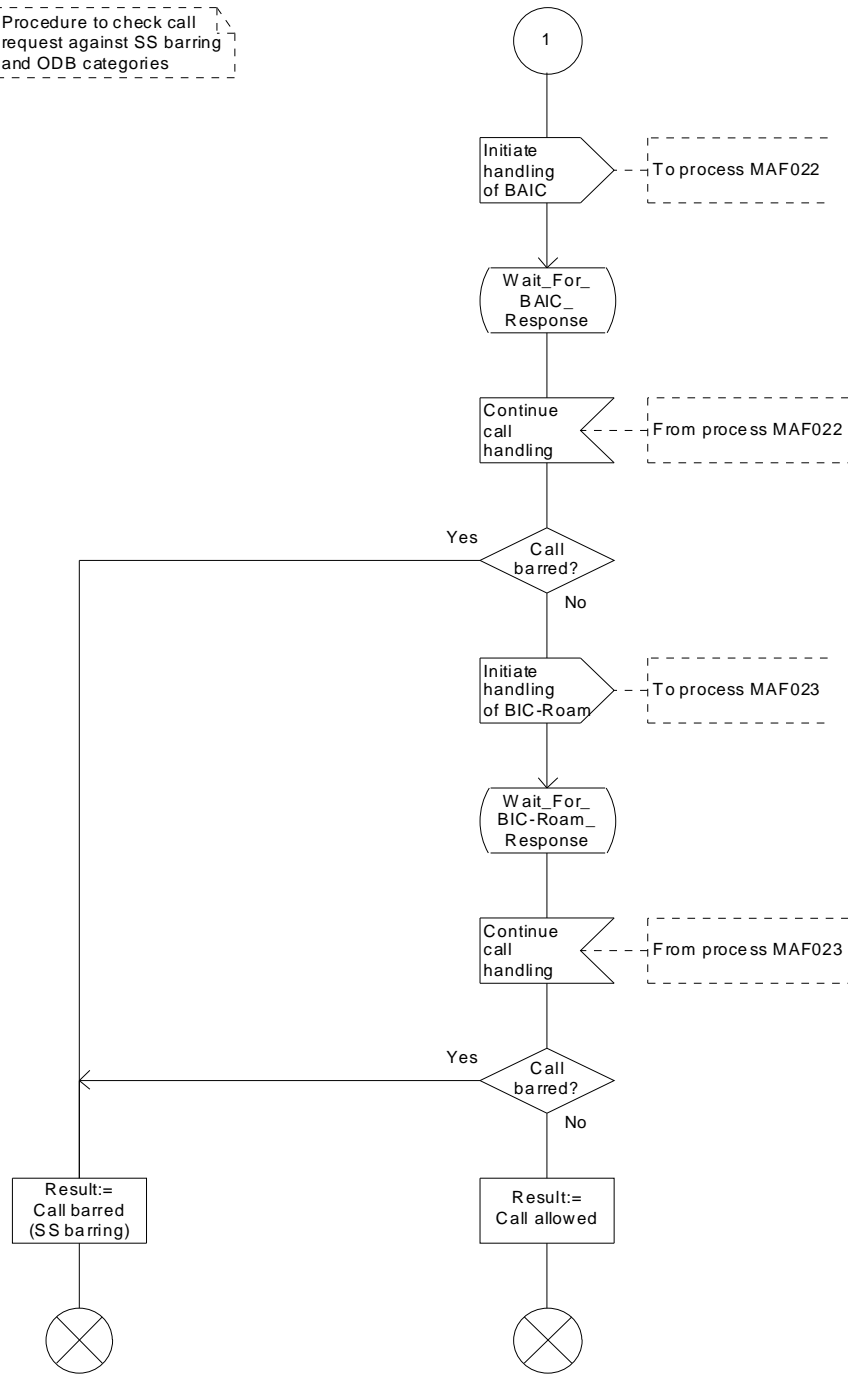 Procedure to check call
request against SS barring
and ODB categories
1
Initiate
handling
of BAIC
To process MAF022
Wait_For_
BAIC_
Response
Continue
call
handling
From process MAF022
Yes
Call
barred?
No
Initiate
handling
of BIC-Roam
To process MAF023
Wait_For_
BIC-Roam_
Response
Continue
call
handling
From process MAF023
Yes
Call
barred?
No
Result:=
Call barred
(SS barring)
Result:=
Call allowed